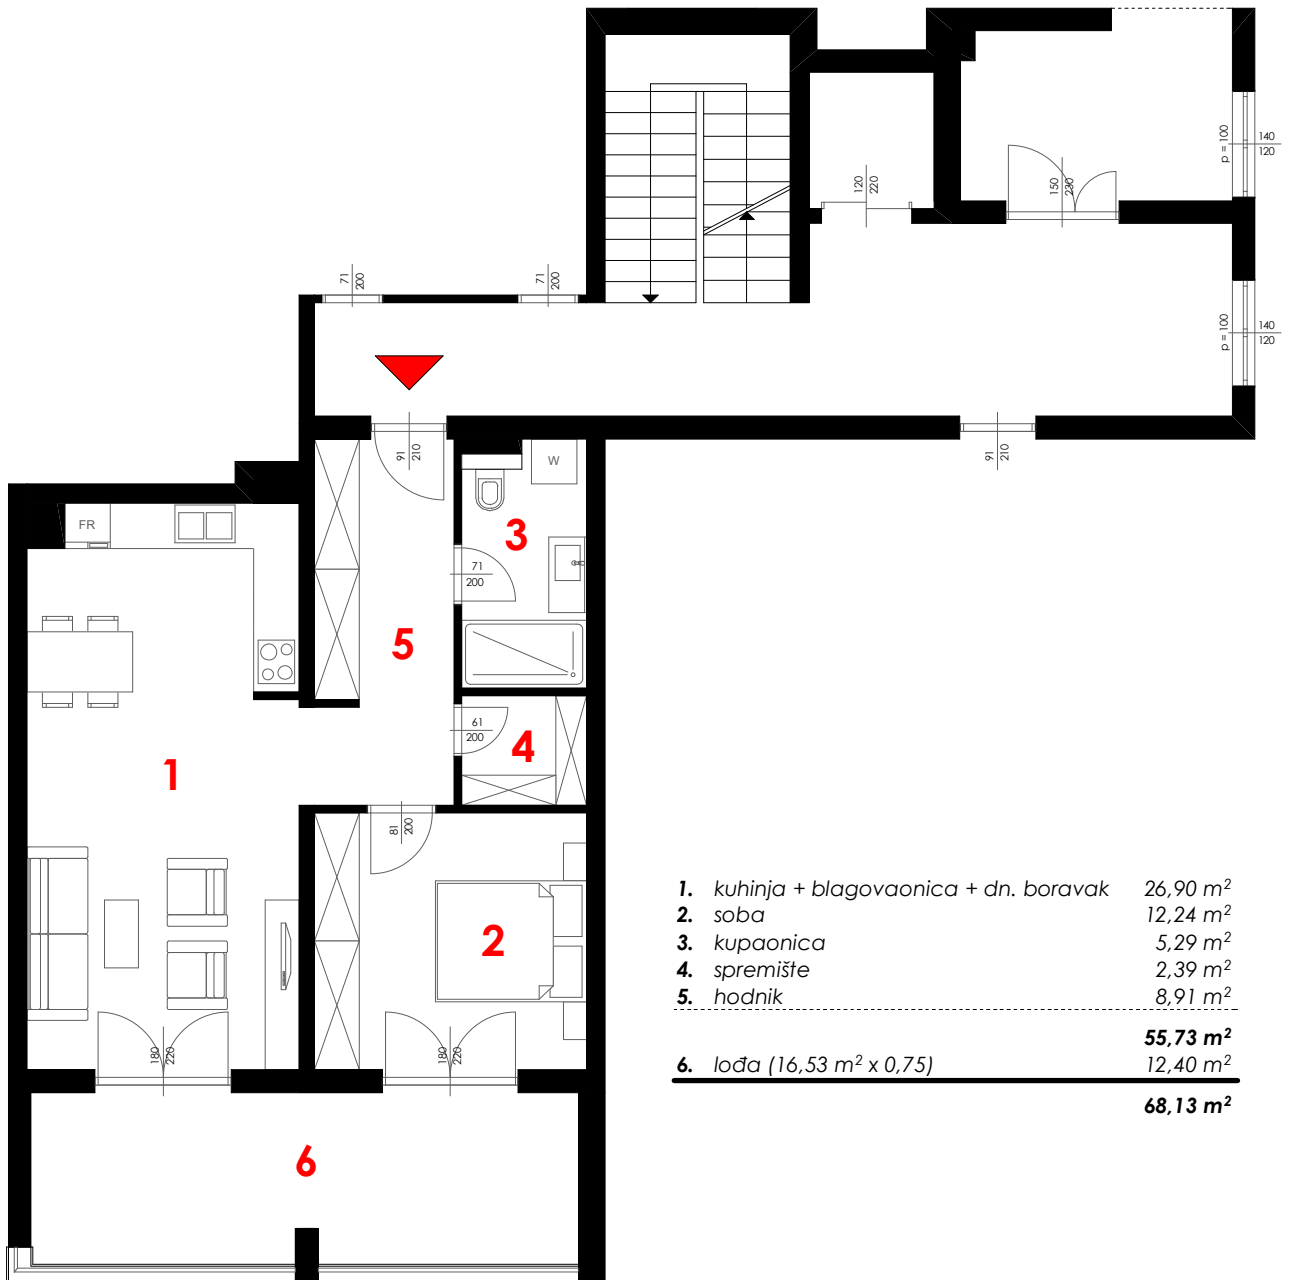 140
120
p = 100
150
230
120
220
71
200
71
200
140
120
p = 100
91
210
91
210
W
FR
3
71
200
5
61
200
4
1
81
200
2
180
220
180
220
6
1. kuhinja + blagovaonica + dn. boravak 26,90 m²
2. soba 12,24 m²
3. kupaonica 5,29 m²
4. spremište 2,39 m²
5. hodnik 8,91 m²
55,73 m²
6. lođa (16,53 m² x 0,75) 12,40 m²
68,13 m²